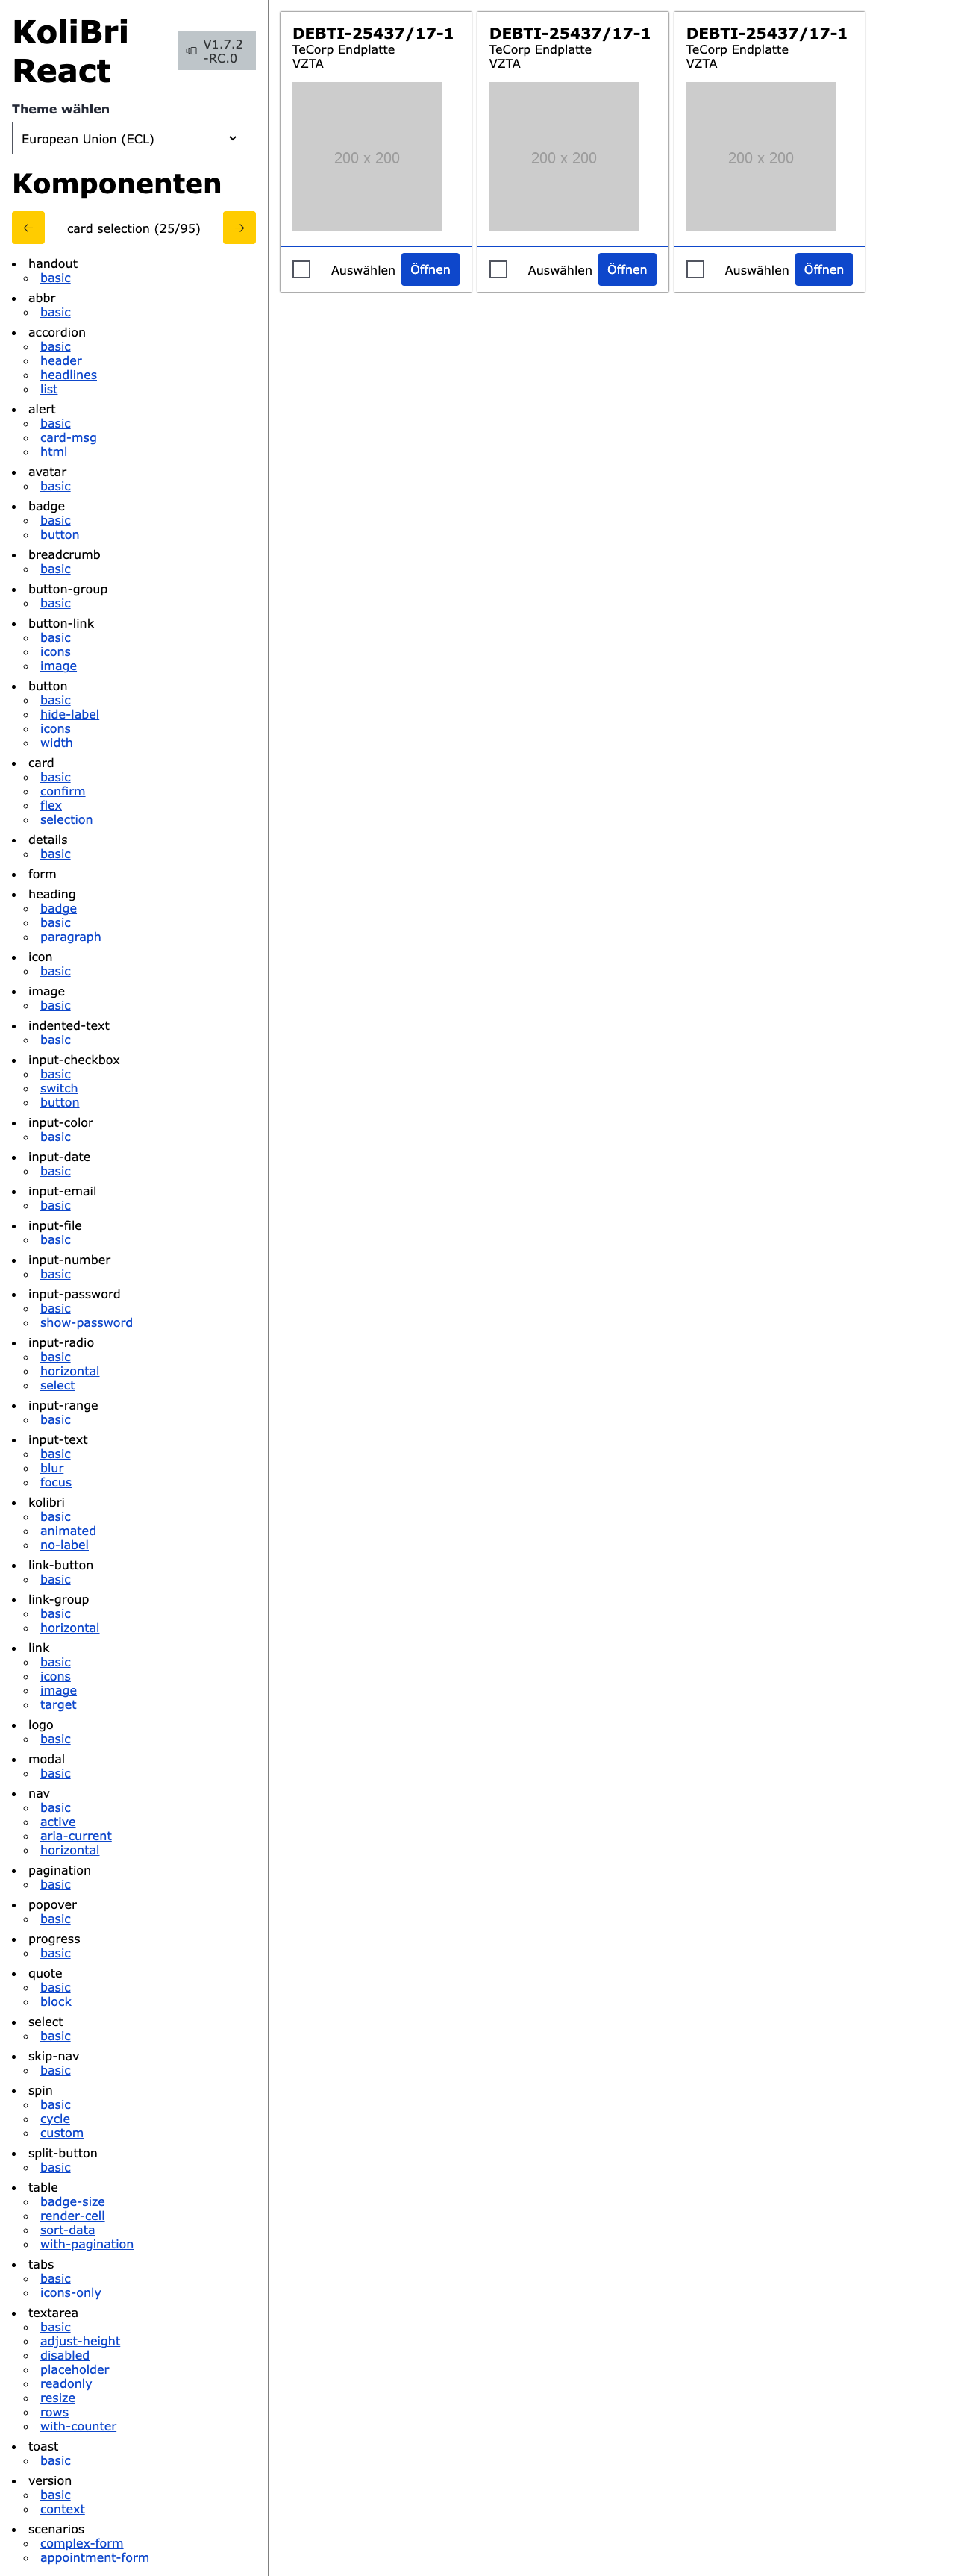 KoliBri
React
V1.7.2
-RC.0
Theme wählen
European Union (ECL)
Komponenten
card selection (25/95)
handout
basic
abbr
basic
accordion
basic
header
headlines
list
alert
basic
card-msg
html
avatar
basic
badge
basic
button
breadcrumb
basic
button-group
basic
button-link
basic
icons
image
button
basic
hide-label
icons
width
card
basic
confirm
flex
selection
details
basic
form
heading
badge
basic
paragraph
icon
basic
image
basic
indented-text
basic
input-checkbox
basic
switch
button
input-color
basic
input-date
basic
input-email
basic
input-file
basic
input-number
basic
input-password
basic
show-password
input-radio
basic
horizontal
select
input-range
basic
input-text
basic
blur
focus
kolibri
basic
animated
no-label
link-button
basic
link-group
basic
horizontal
link
basic
icons
image
target
logo
basic
modal
basic
nav
basic
active
aria-current
horizontal
pagination
basic
popover
basic
progress
basic
quote
basic
block
select
basic
skip-nav
basic
spin
basic
cycle
custom
split-button
basic
table
badge-size
render-cell
sort-data
with-pagination
tabs
basic
icons-only
textarea
basic
adjust-height
disabled
placeholder
readonly
resize
rows
with-counter
toast
basic
version
basic
context
scenarios
complex-form
appointment-form
DEBTI-25437/17-1
TeCorp Endplatte
VZTA
200 x 200
Auswählen Öffnen
DEBTI-25437/17-1
TeCorp Endplatte
VZTA
200 x 200
Auswählen Öffnen
DEBTI-25437/17-1
TeCorp Endplatte
VZTA
200 x 200
Auswählen Öffnen